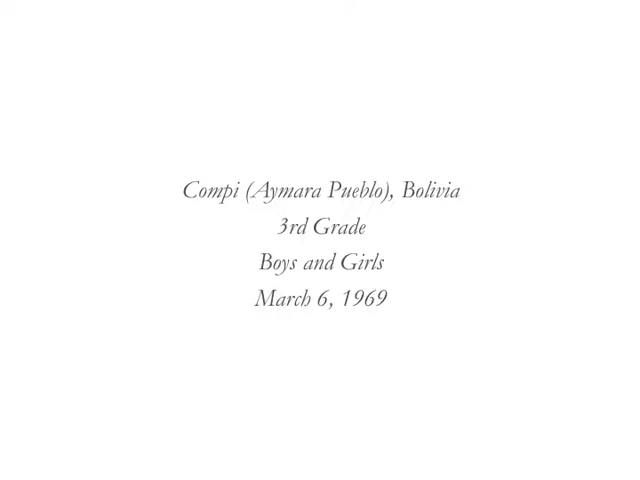 Compi (Aymara Pueblo), Bolivia
3rd Grade
Boys and Girls
March 6, 1969